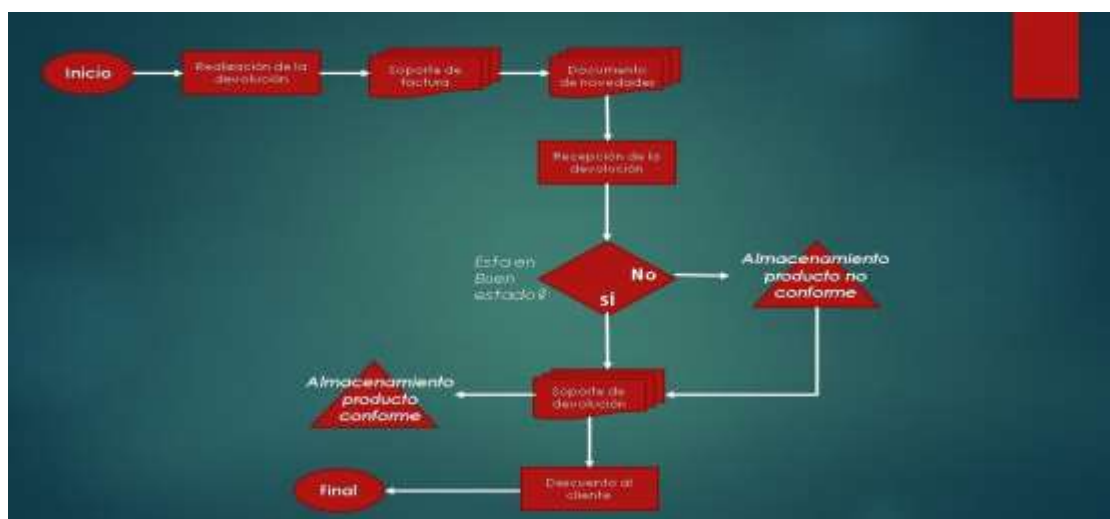 Inicio
Realización de la
devolución
Soporte de
factura
Documento
de novedades
Recepción de la
devolución
Esta en
Buen
estado?
No
SÍ
Almacenamiento
producto no
conforme
Soporte de
devolución
Almacenamiento
producto
conforme
Descuento al
cliente
Final